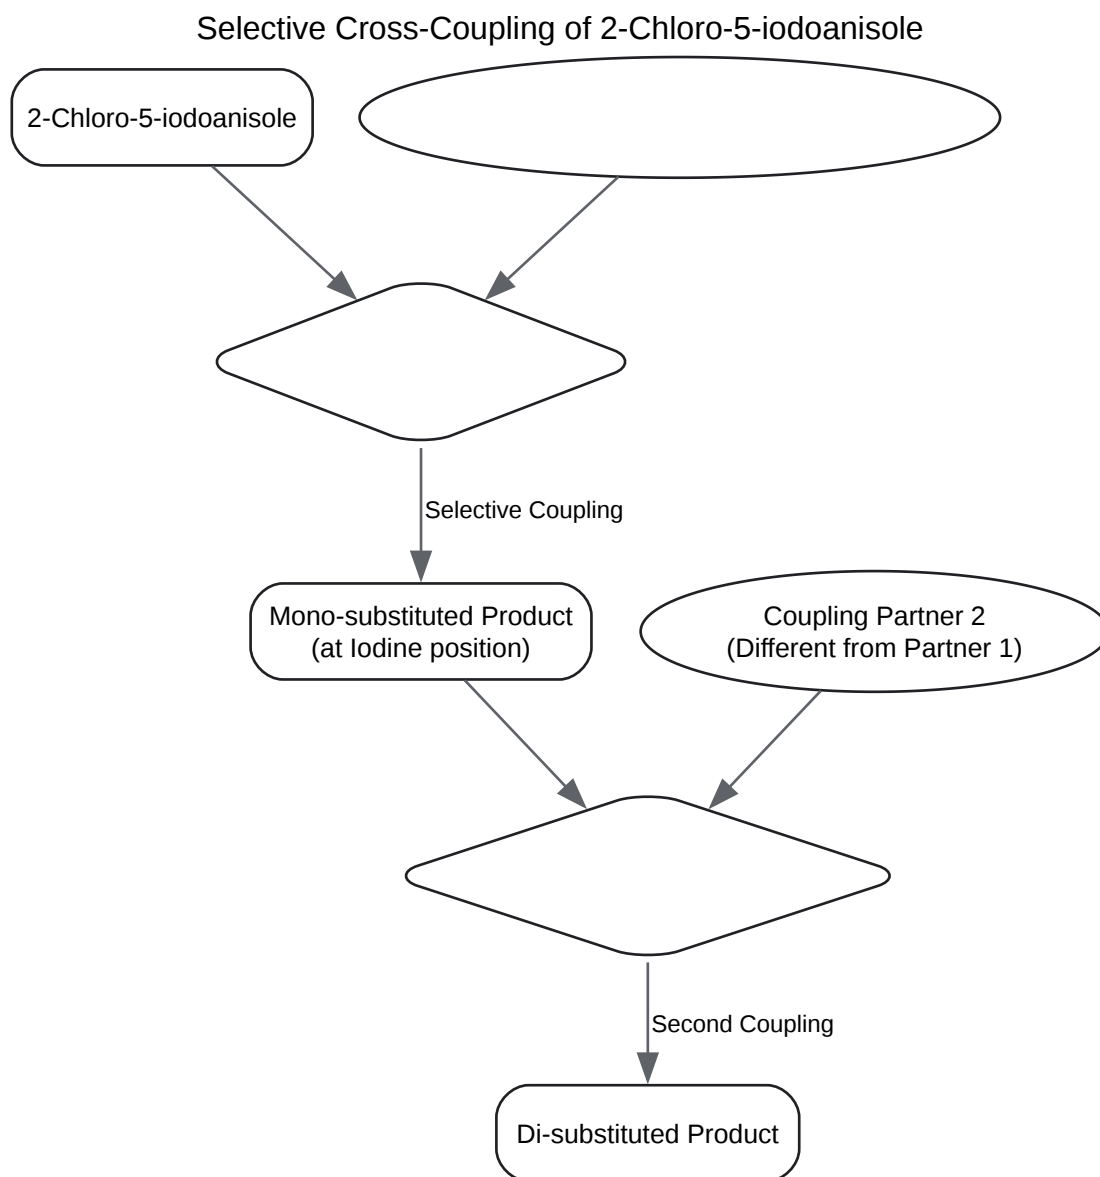 Selective Cross-Coupling of 2-Chloro-5-iodoanisole
2-Chloro-5-iodoanisole
Selective Coupling
Mono-substituted Product
(at Iodine position)
Coupling Partner 2
(Different from Partner 1)
Second Coupling
Di-substituted Product